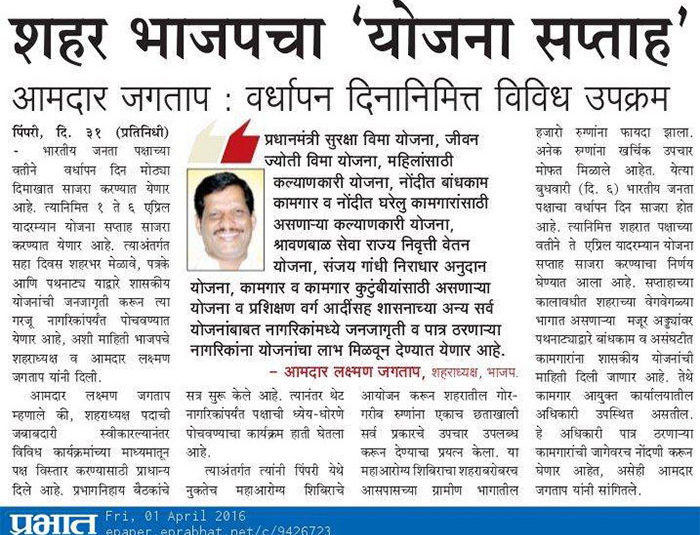 शहर भाजपचा ‘योजना सप्ताह’
आमदार जगताप : वर्धापन दिनानिमित्त विविध उपक्रम
पिंपरी, दि. ३१ (प्रतिनिधी)
- भारतीय जनता पक्षाच्या
वतीने वर्धापन दिन मोठ्या
दिमाखात साजरा करण्यात येणार
आहे. त्यानिमित्त १ ते ६ एप्रिल
यादरम्यान योजना सप्ताह साजरा
करण्यात येणार आहे. त्याअंतर्गत
सहा दिवस शहरभर मेळावे, पत्रके
आणि पथनाट्य याद्वारे शासकिय
योजनांची जनजागृती करून त्या
गरजू नागरिकांपर्यंत पोचवण्यात
येणार आहे, अशी माहिती भाजपचे
शहराध्यक्ष व आमदार लक्ष्मण
जगताप यांनी दिली.
आमदार लक्ष्मण जगताप
म्हणाले की, शहराध्यक्ष पदाची
जबाबदारी स्वीकारल्यानंतर
विविध कार्यक्रमांच्या माध्यमातून
पक्ष विस्तार करण्यासाठी प्राधान्य
दिले आहे. प्रभागनिहाय बैठकांचे
प्रधानमंत्री सुरक्षा विमा योजना, जीवन
ज्योती विमा योजना, महिलांसाठी
कल्याणकारी योजना, नोंदीत बांधकाम
कामगार व नोंदीत घरेलु कामगारांसाठी
असणाऱ्या कल्याणकारी योजना,
श्रावणबाळ सेवा राज्य निवृत्ती वेतन
योजना, संजय गांधी निराधार अनुदान
योजना, कामगार व कामगार कुटुंबीयांसाठी असणाऱ्या
योजना व प्रशिक्षण वर्ग आदींसह शासनाच्या अन्य सर्व
योजनांबाबत नागरिकांमध्ये जनजागृती व पात्र ठरणाऱ्या
नागरिकांना योजनांचा लाभ मिळवून देण्यात येणार आहे.
- आमदार लक्ष्मण जगताप, शहराध्यक्ष, भाजप.
सत्र सुरू केले आहे. त्यानंतर थेट
नागरिकांपर्यंत पक्षाची ध्येय-धोरणे
पोचवण्याचा कार्यक्रम हाती घेतला
आहे.
त्याअंतर्गत त्यांनी पिंपरी येथे
नुकतेच महाआरोग्य शिबिराचे
आयोजन करून शहरातील गोर-
गरीब रुग्णांना एकाच छताखाली
सर्व प्रकारचे उपचार उपलब्ध
करून देण्याचा प्रयत्न केला. या
महाआरोग्य शिबिराचा शहराबरोबरच
आसपासच्या ग्रामीण भागातील
हजारो रुग्णांना फायदा झाला.
अनेक रुग्णांना खर्चिक उपचार
मोफत मिळाले आहेत. येत्या
बुधवारी (दि. ६) भारतीय जनता
पक्षाचा वर्धापन दिन साजरा होत
आहे. त्यानिमित्त शहरात पक्षाच्या
वतीने ते एप्रिल यादरम्यान योजना
सप्ताह साजरा करण्याचा निर्णय
घेण्यात आला आहे. सप्ताहाच्या
कालावधीत शहराच्या वेगवेगळ्या
भागात असणाऱ्या मजूर अड्ड्यांवर
पथनाट्याद्वारे बांधकाम व असंघटीत
कामगारांना शासकीय योजनांची
माहिती दिली जाणार आहे. तेथे
कामगार आयुक्त कार्यालयातील
अधिकारी उपस्थित असतील.
हे अधिकारी पात्र ठरणाऱ्या
कामगारांची जागेवरच नोंदणी करून
घेणार आहेत, असेही आमदार
जगताप यांनी सांगितले.
प्रभात Fri, 01 April 2016
epaper.eprabhat.net/c/9426723